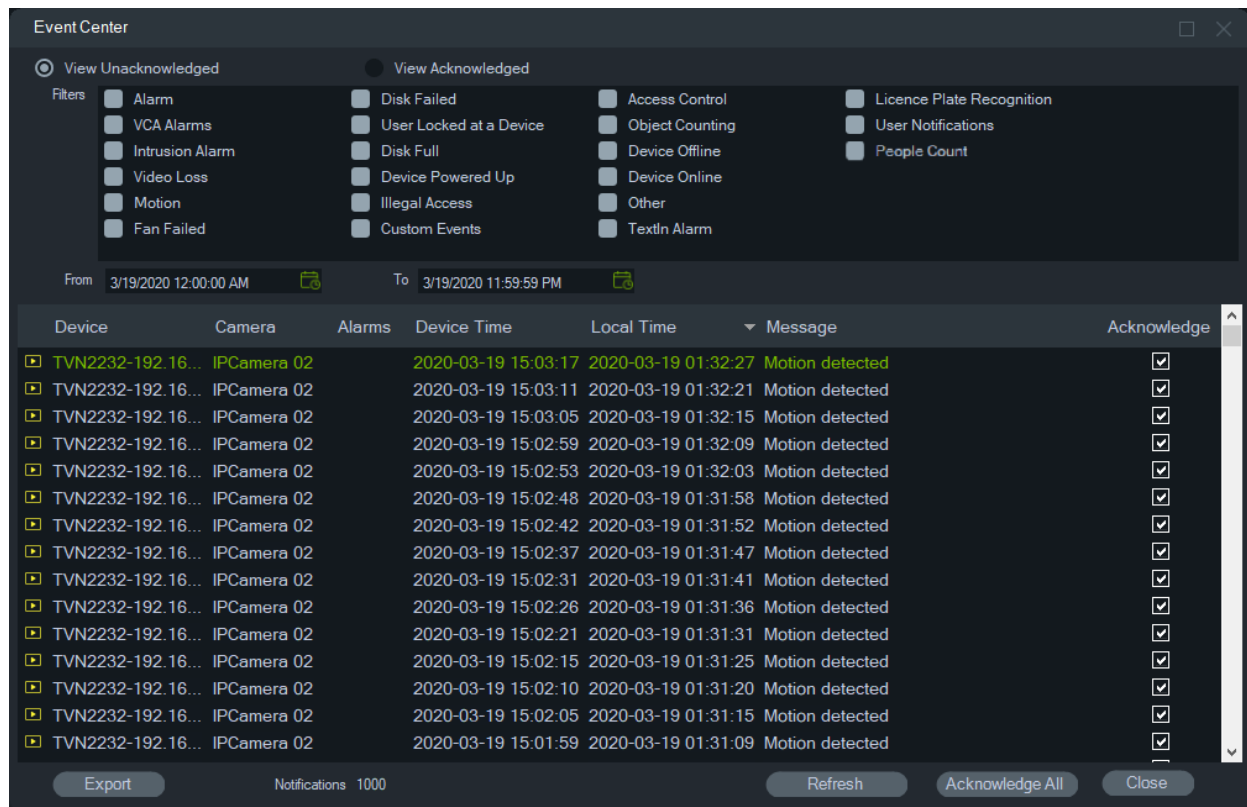 Event Center
View Unacknowledged View Acknowledged
Filters Alarm Disk Failed Access Control Licence Plate Recognition
VCA Alarms User Locked at a Device Object Counting User Notifications
Intrusion Alarm Disk Full Device Offline People Count
Video Loss Device Powered Up Device Online
Motion Illegal Access Other
Fan Failed Custom Events TextIn Alarm
From 3/19/2020 12:00:00 AM To 3/19/2020 11:59:59 PM
Device Camera Alarms Device Time Local Time Message Acknowledge
TVN2232-192.16... IPCamera 02 2020-03-19 15:03:17 2020-03-19 01:32:27 Motion detected
TVN2232-192.16... IPCamera 02 2020-03-19 15:03:11 2020-03-19 01:32:21 Motion detected
TVN2232-192.16... IPCamera 02 2020-03-19 15:03:05 2020-03-19 01:32:15 Motion detected
TVN2232-192.16... IPCamera 02 2020-03-19 15:02:59 2020-03-19 01:32:09 Motion detected
TVN2232-192.16... IPCamera 02 2020-03-19 15:02:53 2020-03-19 01:32:03 Motion detected
TVN2232-192.16... IPCamera 02 2020-03-19 15:02:48 2020-03-19 01:31:58 Motion detected
TVN2232-192.16... IPCamera 02 2020-03-19 15:02:42 2020-03-19 01:31:52 Motion detected
TVN2232-192.16... IPCamera 02 2020-03-19 15:02:37 2020-03-19 01:31:47 Motion detected
TVN2232-192.16... IPCamera 02 2020-03-19 15:02:31 2020-03-19 01:31:41 Motion detected
TVN2232-192.16... IPCamera 02 2020-03-19 15:02:26 2020-03-19 01:31:36 Motion detected
TVN2232-192.16... IPCamera 02 2020-03-19 15:02:21 2020-03-19 01:31:31 Motion detected
TVN2232-192.16... IPCamera 02 2020-03-19 15:02:15 2020-03-19 01:31:25 Motion detected
TVN2232-192.16... IPCamera 02 2020-03-19 15:02:10 2020-03-19 01:31:20 Motion detected
TVN2232-192.16... IPCamera 02 2020-03-19 15:02:05 2020-03-19 01:31:15 Motion detected
TVN2232-192.16... IPCamera 02 2020-03-19 15:01:59 2020-03-19 01:31:09 Motion detected
Export Notifications 1000 Refresh Acknowledge All Close